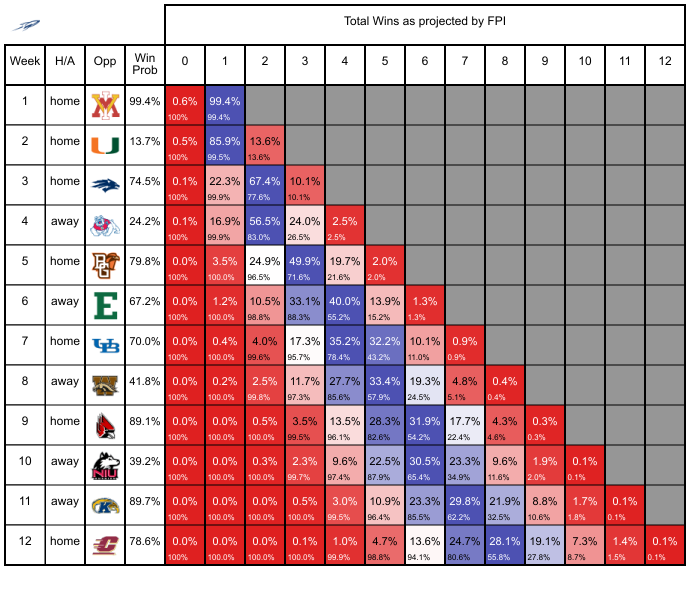 Total Wins as projected by FPI
Week H/A Opp Win Prob 0 1 2 3 4 5 6 7 8 9 10 11 12
1 home 99.4% 0.6% 99.4%
100% 99.4%
2 home U 13.7% 0.5% 85.9% 13.6%
100% 99.5% 13.6%
3 home 74.5% 0.1% 22.3% 67.4% 10.1%
100% 99.9% 77.6% 10.1%
4 away 24.2% 0.1% 16.9% 56.5% 24.0% 2.5%
100% 99.9% 83.0% 26.5% 2.5%
5 home BG 79.8% 0.0% 3.5% 24.9% 49.9% 19.7% 2.0%
100% 100.0% 96.5% 71.6% 21.6% 2.0%
6 away E 67.2% 0.0% 1.2% 10.5% 33.1% 40.0% 13.9% 1.3%
100% 100.0% 98.8% 88.3% 55.2% 15.2% 1.3%
7 home UB 70.0% 0.0% 0.4% 4.0% 17.3% 35.2% 32.2% 10.1% 0.9%
100% 100.0% 99.6% 95.7% 78.4% 43.2% 11.0% 0.9%
8 away 41.8% 0.0% 0.2% 2.5% 11.7% 27.7% 33.4% 19.3% 4.8% 0.4%
100% 100.0% 99.8% 97.3% 85.6% 57.9% 24.5% 5.1% 0.4%
9 home 89.1% 0.0% 0.0% 0.5% 3.5% 13.5% 28.3% 31.9% 17.7% 4.3% 0.3%
100% 100.0% 100.0% 99.5% 96.1% 82.6% 54.2% 22.4% 4.6% 0.3%
10 away NIU 39.2% 0.0% 0.0% 0.3% 2.3% 9.6% 22.5% 30.5% 23.3% 9.6% 1.9% 0.1%
100% 100.0% 100.0% 99.7% 97.4% 87.9% 65.4% 34.9% 11.6% 2.0% 0.1%
11 away K 89.7% 0.0% 0.0% 0.0% 0.5% 3.0% 10.9% 23.3% 29.8% 21.9% 8.8% 1.7% 0.1%
100% 100.0% 100.0% 100.0% 99.5% 96.4% 85.5% 62.2% 32.5% 10.6% 1.8% 0.1%
12 home C 78.6% 0.0% 0.0% 0.0% 0.1% 1.0% 4.7% 13.6% 24.7% 28.1% 19.1% 7.3% 1.4% 0.1%
100% 100.0% 100.0% 100.0% 99.9% 98.8% 94.1% 80.6% 55.8% 27.8% 8.7% 1.5% 0.1%